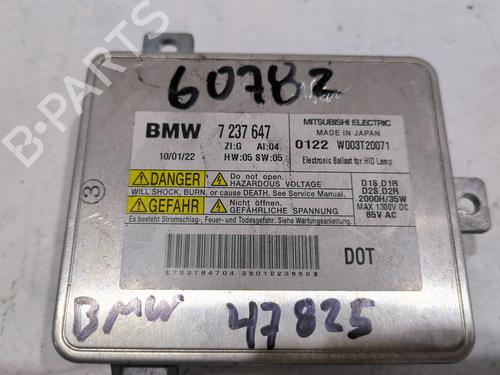 B-PARTS
60782
BMW 7 237 647
ZI:G AI:04
10/01/22 HW:05 SW:05
MITSUBISHI ELECTRIC
MADE IN JAPAN
0122 W003T20071
Electronic Ballast for HID Lamp
DANGER Do not open.
HAZARDOUS VOLTAGE
WILL SHOCK, BURN, or cause DEATH. See Service Manual.
GEFAHR Nicht öffnen.
GEFÄHRLICHE SPANNUNG
Es besteht Stromschlag-, Feuer- und Todesgefahr. Siehe Wartungsanleitung.
D1S,D1R
D2S,D2R
2000H/35W
MAX 1300V DC
85V AC
3
DOT
*723764704 3501223650*
BMW 47825